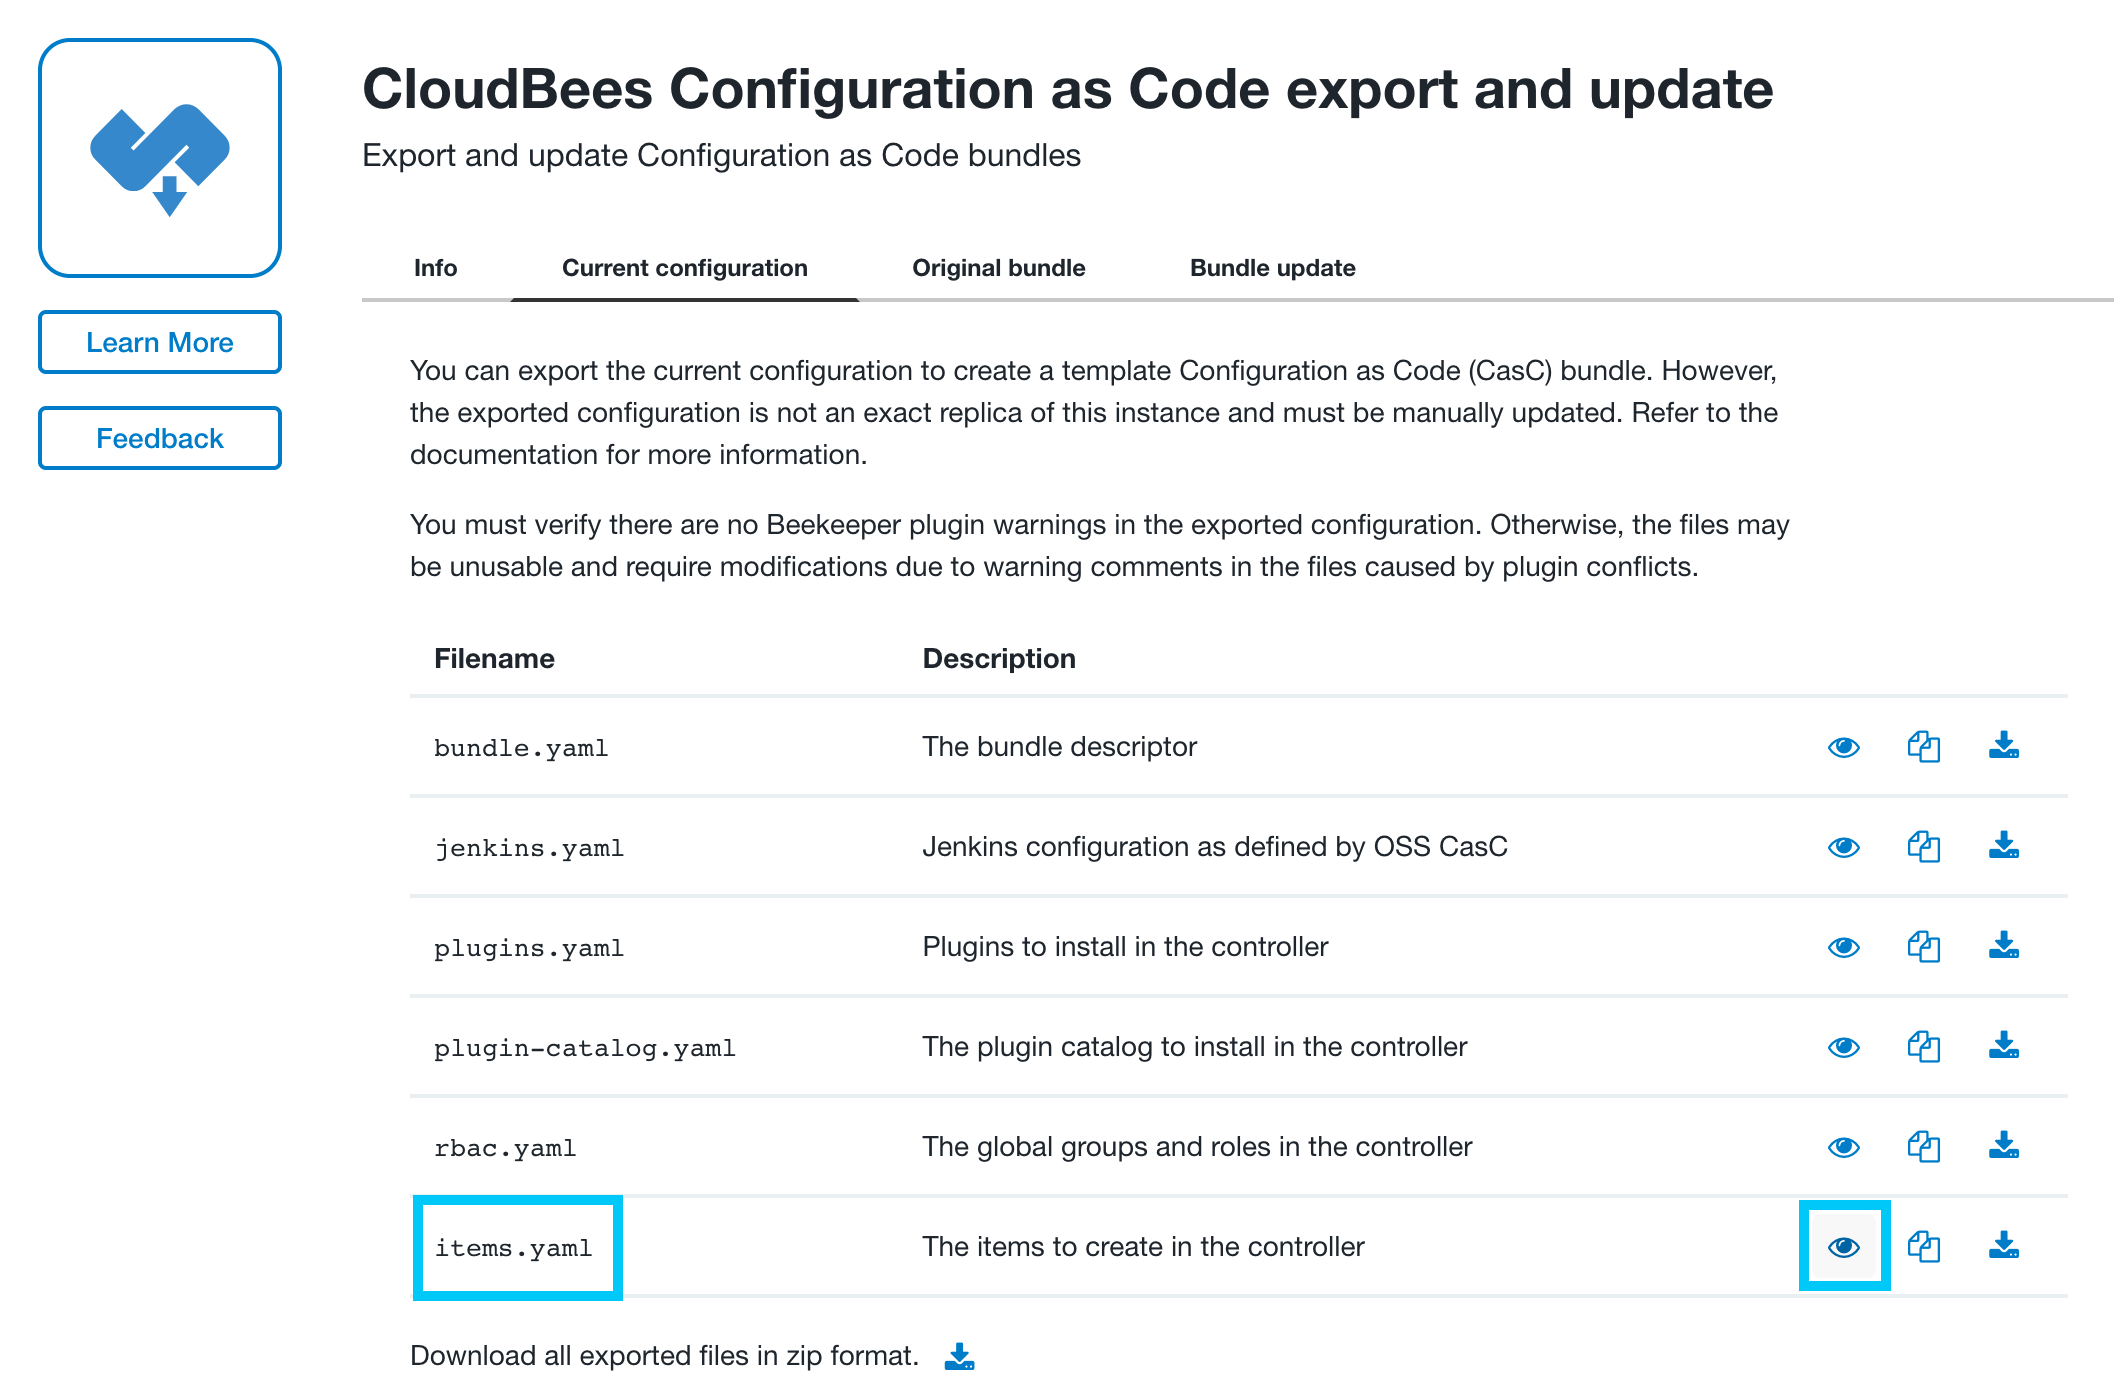 CloudBees Configuration as Code export and update
Export and update Configuration as Code bundles
Learn More
Feedback
Info
Current configuration
Original bundle
Bundle update
You can export the current configuration to create a template Configuration as Code (CasC) bundle. However,
the exported configuration is not an exact replica of this instance and must be manually updated. Refer to the
documentation for more information.
You must verify there are no Beekeeper plugin warnings in the exported configuration. Otherwise, the files may
be unusable and require modifications due to warning comments in the files caused by plugin conflicts.
Filename Description
bundle.yaml The bundle descriptor
jenkins.yaml Jenkins configuration as defined by OSS CasC
plugins.yaml Plugins to install in the controller
plugin-catalog.yaml The plugin catalog to install in the controller
rbac.yaml The global groups and roles in the controller
items.yaml The items to create in the controller
Download all exported files in zip format.